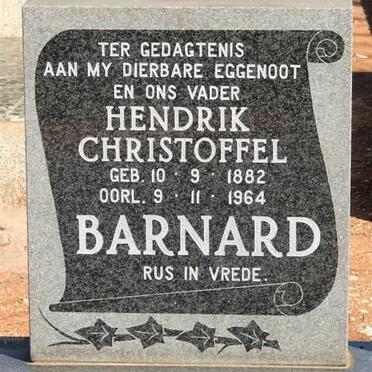 TER GEDAGTENIS
AAN MY DIERBARE EGGENOOT
EN ONS VADER
HENDRIK
CHRISTOFFEL
GEB. 10 · 9 · 1882
OORL. 9 · 11 · 1964
BARNARD
RUS IN VREDE.